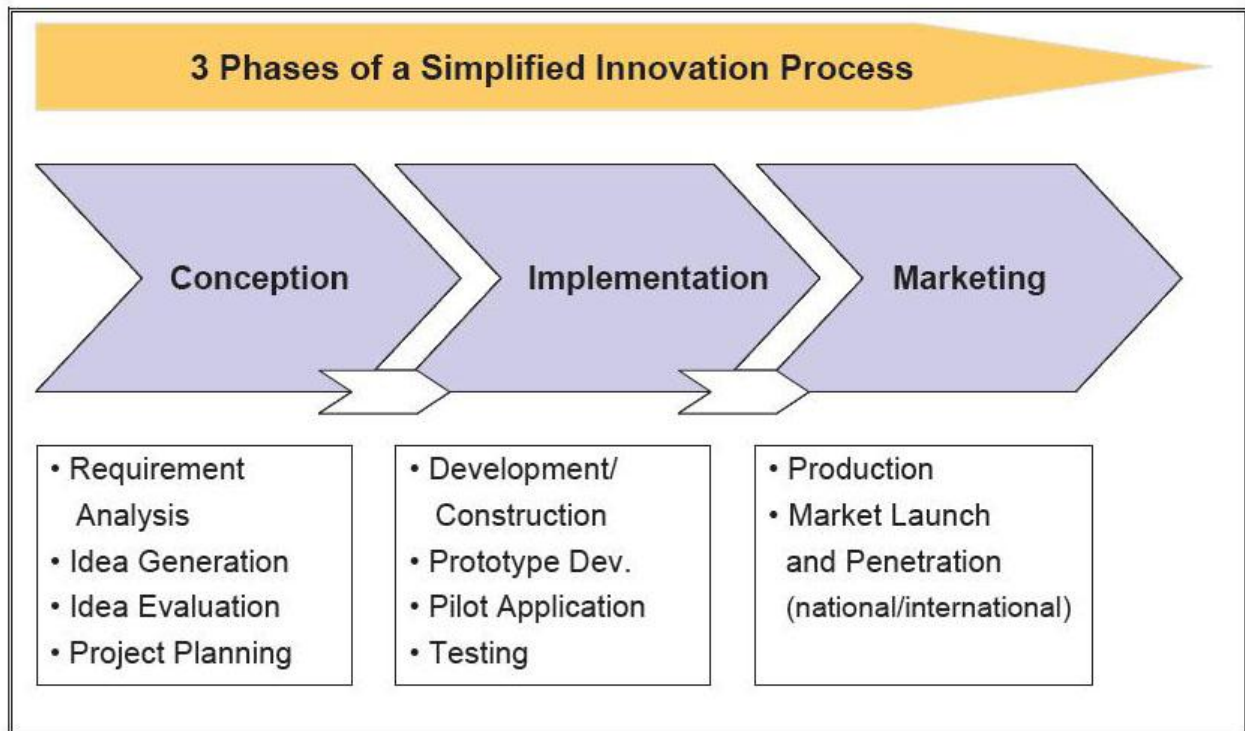 3 Phases of a Simplified Innovation Process
Conception
Implementation
Marketing
• Requirement
Analysis
• Idea Generation
• Idea Evaluation
• Project Planning
• Development/
Construction
• Prototype Dev.
• Pilot Application
• Testing
• Production
• Market Launch
and Penetration
(national/international)